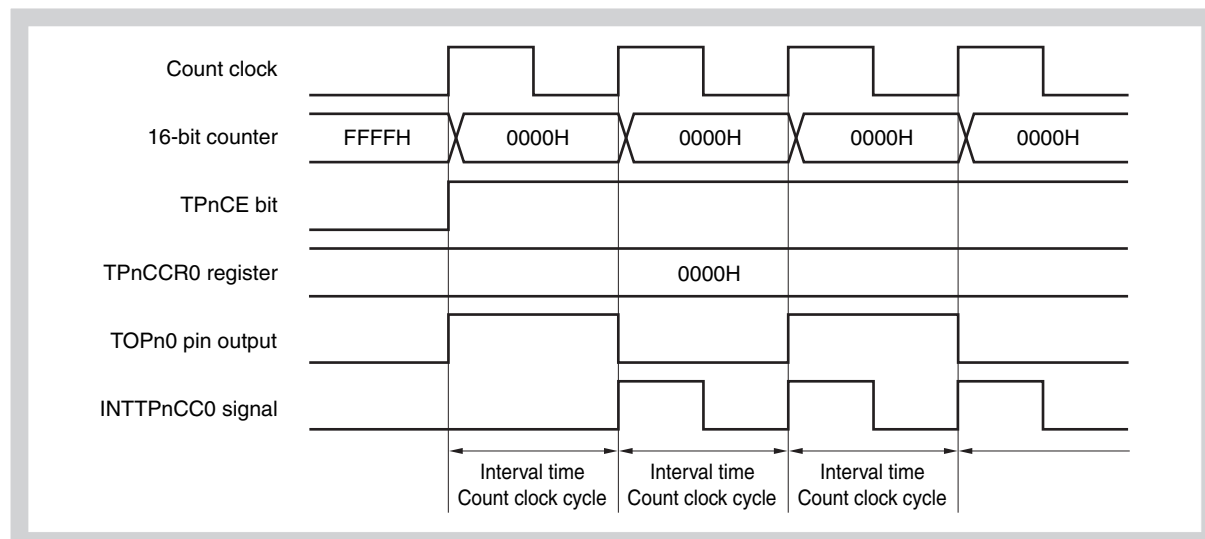 Count clock
16-bit counter
FFFFH
0000H
0000H
0000H
0000H
TPnCE bit
TPnCCR0 register
0000H
TOPn0 pin output
INTTPnCC0 signal
Interval time
Count clock cycle
Interval time
Count clock cycle
Interval time
Count clock cycle